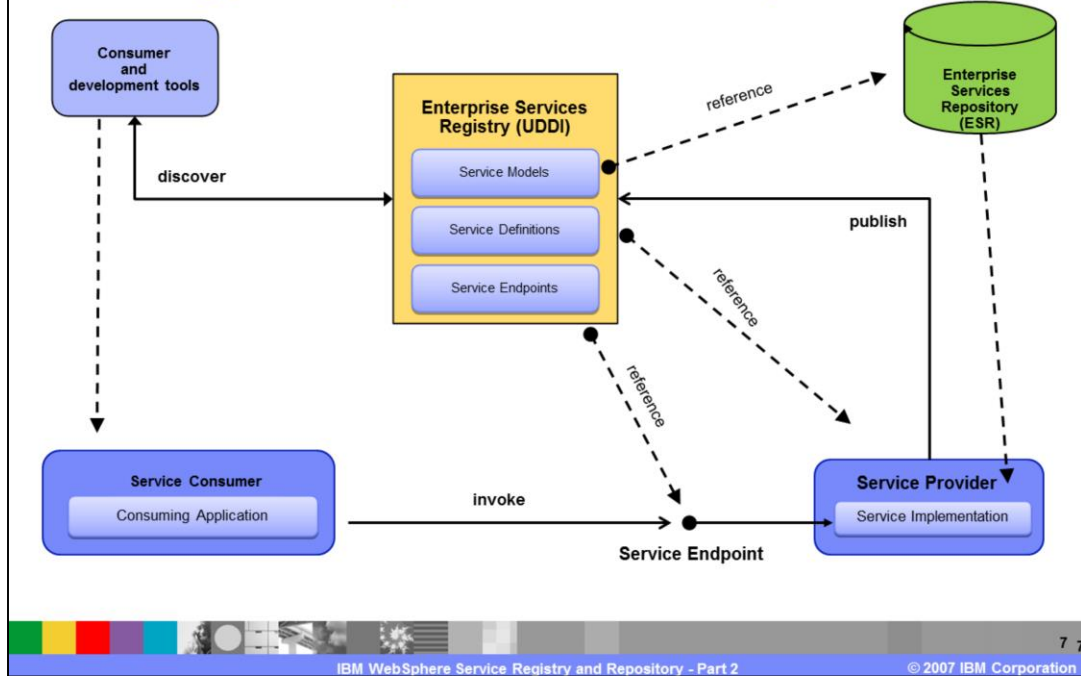 Consumer
and
development tools
Enterprise Services
Registry (UDDI)
Service Models
Service Definitions
Service Endpoints
reference
Enterprise
Services
Repository
(ESR)
discover
publish
reference
reference
Service Consumer
Consuming Application
invoke
Service Endpoint
Service Provider
Service Implementation
7 7
IBM WebSphere Service Registry and Repository - Part 2
© 2007 IBM Corporation